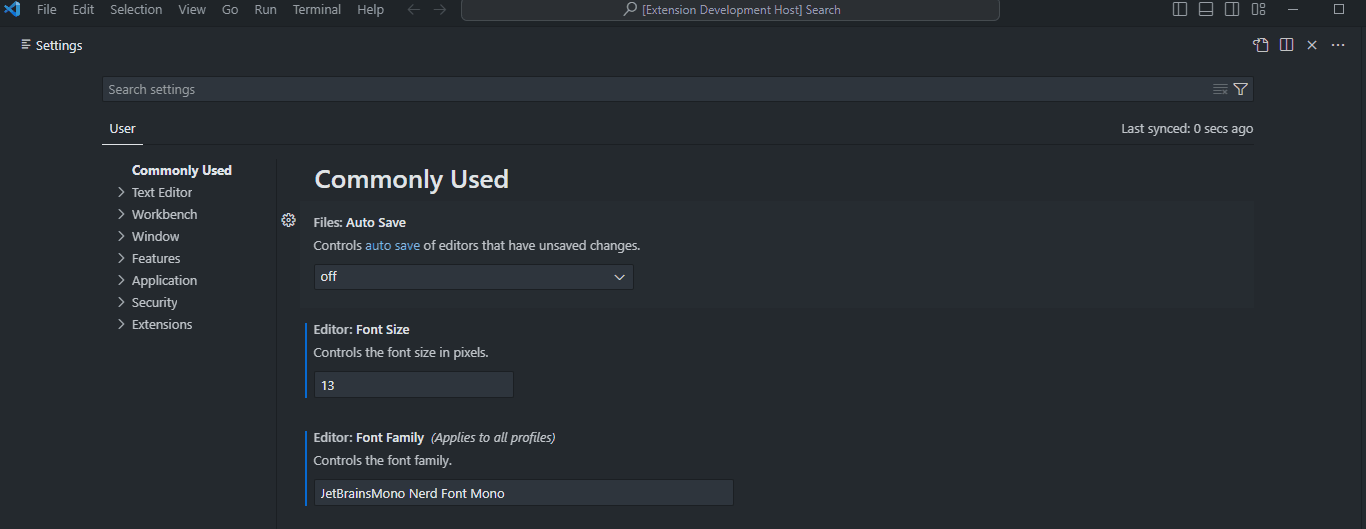 File Edit Selection View Go Run Terminal Help [Extension Development Host] Search
Settings
Search settings
User Last synced: 0 secs ago
Commonly Used
Text Editor
Workbench
Window
Features
Application
Security
Extensions
Commonly Used
Files: Auto Save
Controls auto save of editors that have unsaved changes.
off
Editor: Font Size
Controls the font size in pixels.
13
Editor: Font Family (Applies to all profiles)
Controls the font family.
JetBrainsMono Nerd Font Mono